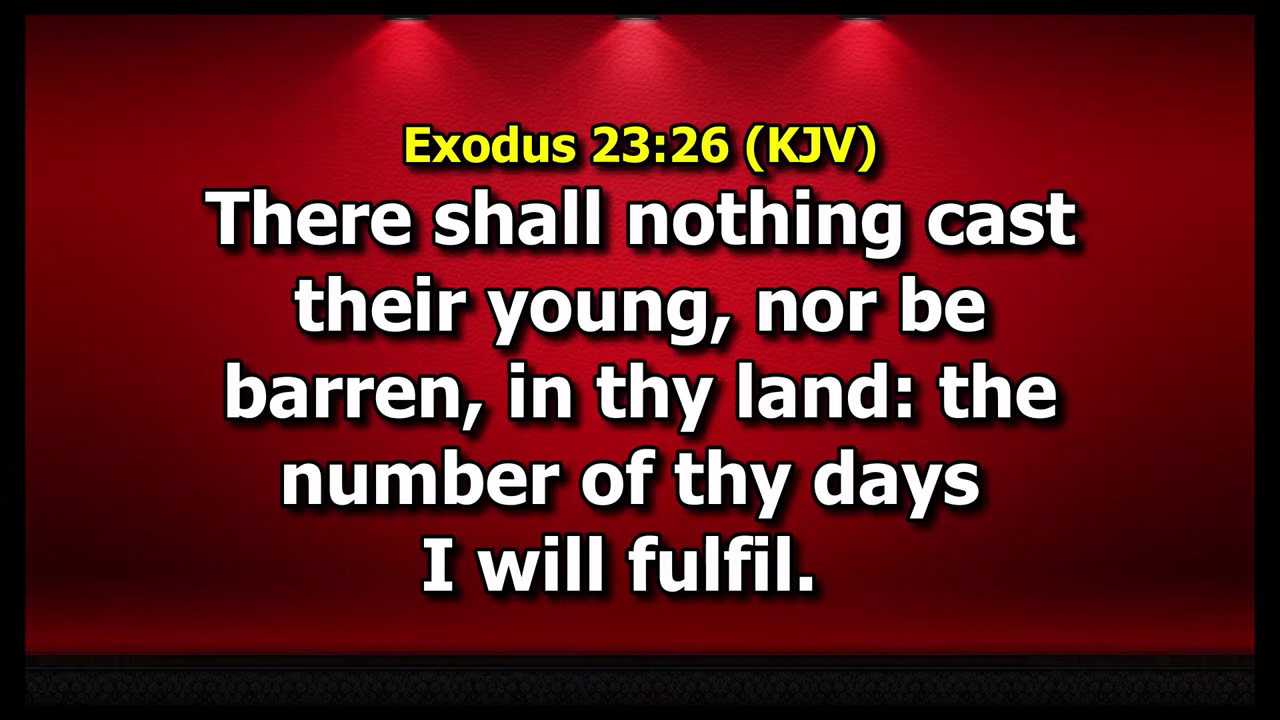 Exodus 23:26 (KJV)
There shall nothing cast
their young, nor be
barren, in thy land: the
number of thy days
I will fulfil.